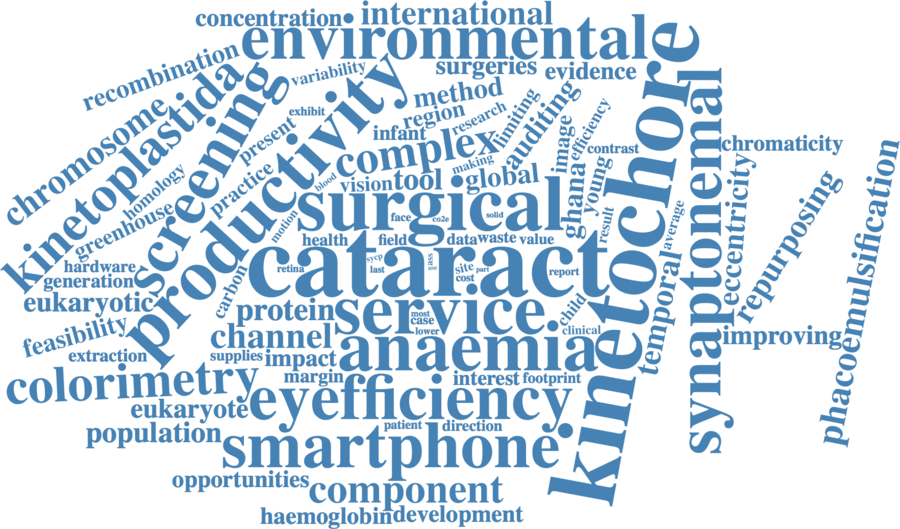 concentration
international
environmentale
recombination
variability
surgeries
evidence
kinetoplastida
chromosome
screening
productivity
exhibit
method
region
research
limiting
auditing
image
efficiency
contrast
kinetochore
synaptonemal
chromaticity
present
infant
complex
making
homology
practice
blood
vision
tool
global
ghana
young
greenhouse
motion
surgical
face
co2e
solid
result
average
eccentricity
repurposing
phacoemulsification
health
field
data
waste
value
hardware
generation
carbon
cataract
retina
sycp
last
ass
use
site
cost
part
report
temporal
eukaryotic
protein
service
most
case
lower
child
clinical
feasibility
channel
anaemia
improving
extraction
supplies
impact
colorimetry
margin
interest
footprint
eukaryote
eyefficiency
population
patient
direction
smartphone
opportunities
component
haemoglobin
development